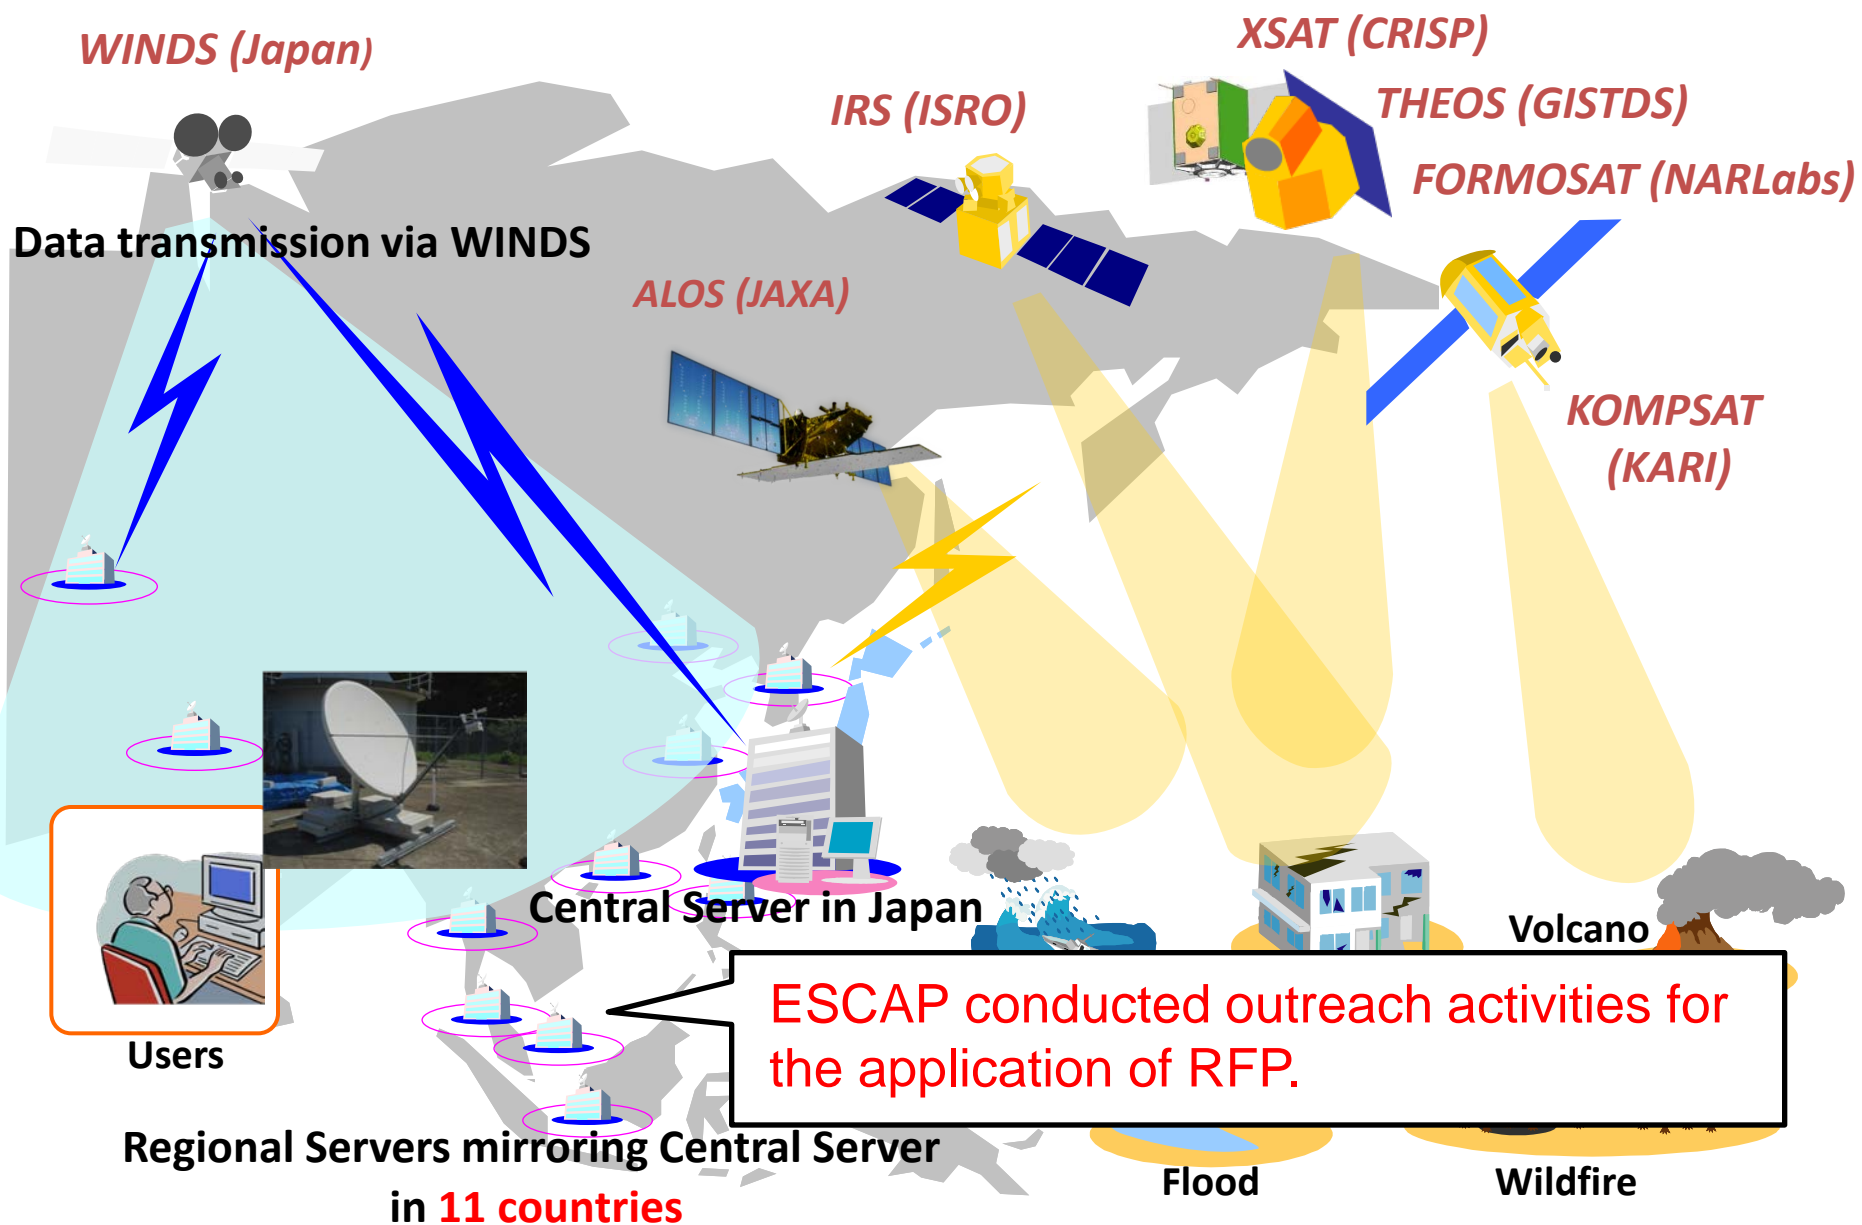 WINDS (Japan)
XSAT (CRISP)
IRS (ISRO)
THEOS (GISTDS)
FORMOSAT (NARLabs)
Data transmission via WINDS
ALOS (JAXA)
KOMPSAT
(KARI)
Central Server in Japan
Volcano
ESCAP conducted outreach activities for
the application of RFP.
Users
Regional Servers mirroring Central Server
in 11 countries
Flood
Wildfire